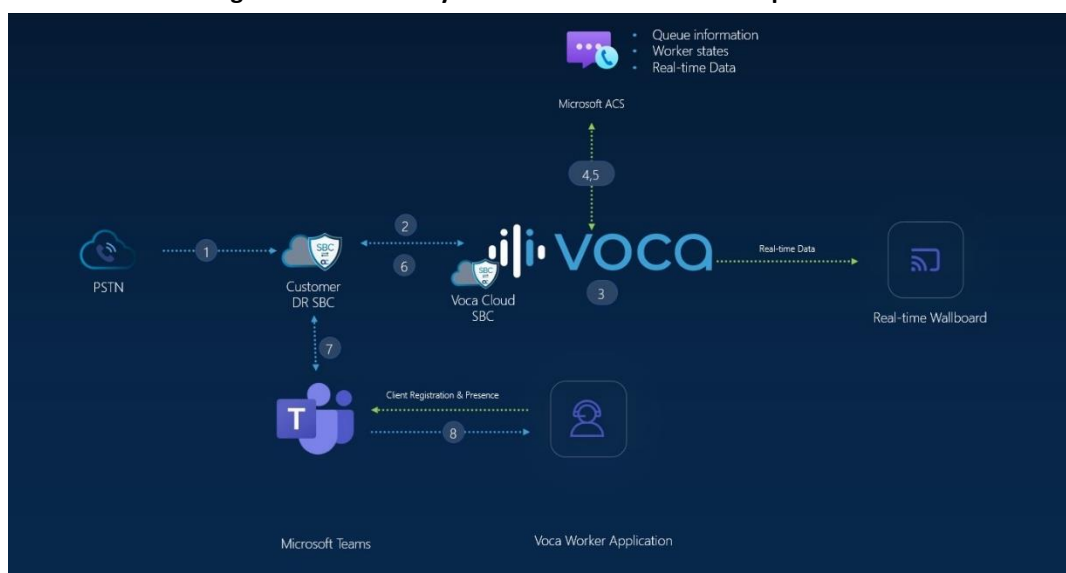 Queue information
Worker states
Real-time Data
Microsoft ACS
4,5
PSTN
1
SBC
Customer
DR SBC
2
6
SBC
Voca Cloud
SBC
voca
3
Real-time Data
Real-time Wallboard
7
T
Client Registration & Presence
8
Microsoft Teams
Voca Worker Application